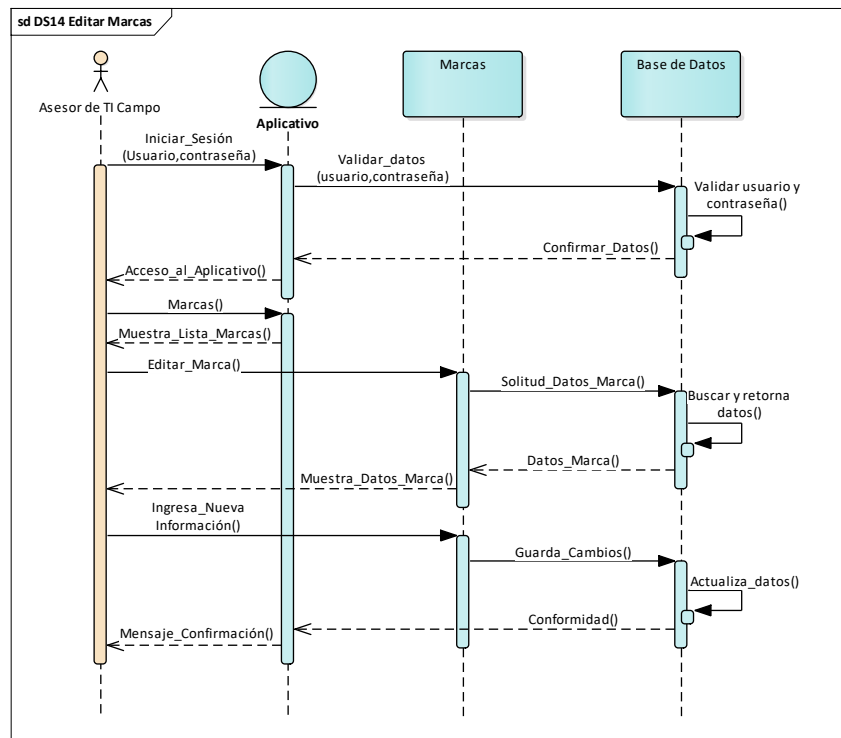 sd DS14 Editar Marcas
Asesor de TI Campo
Aplicativo
Marcas
Base de Datos
Iniciar_Sesión
(Usuario,contraseña)
Validar_datos
(usuario,contraseña)
Validar usuario y
contraseña()
Confirmar_Datos()
Acceso_al_Aplicativo()
Marcas()
Muestra_Lista_Marcas()
Editar_Marca()
Solitud_Datos_Marca()
Buscar y retorna
datos()
Datos_Marca()
Muestra_Datos_Marca()
Ingresa_Nueva
Información()
Guarda_Cambios()
Actualiza_datos()
Conformidad()
Mensaje_Confirmación()